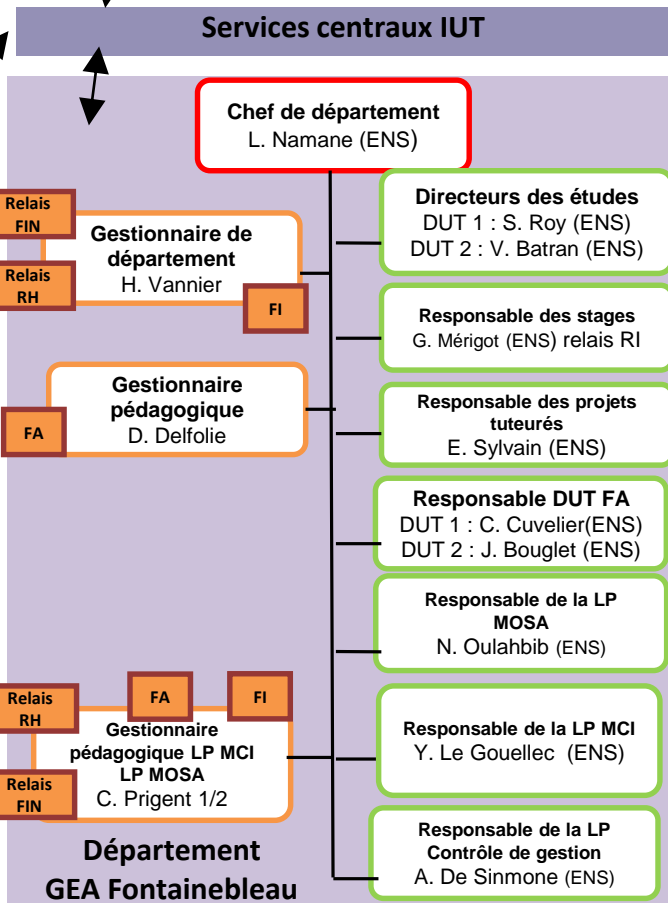 Services centraux IUT
Chef de département
L. Namane (ENS)
Relais
FIN
Relais
RH
Gestionnaire de
département
H. Vannier
FI
Directeurs des études
DUT 1 : S. Roy (ENS)
DUT 2 : V. Batran (ENS)
Responsable des stages
G. Mérigot (ENS) relais RI
Gestionnaire
pédagogique
D. Delfolie
FA
Responsable des projets
tuteurés
E. Sylvain (ENS)
Responsable DUT FA
DUT 1 : C. Cuvelier(ENS)
DUT 2 : J. Bouglet (ENS)
Responsable de la LP
MOSA
N. Oulahbib (ENS)
Relais
RH
FA
FI
Gestionnaire
pédagogique LP MCI
LP MOSA
C. Prigent 1/2
Relais
FIN
Responsable de la LP MCI
Y. Le Gouellec (ENS)
Responsable de la LP
Contrôle de gestion
A. De Sinmone (ENS)
Département
GEA Fontainebleau